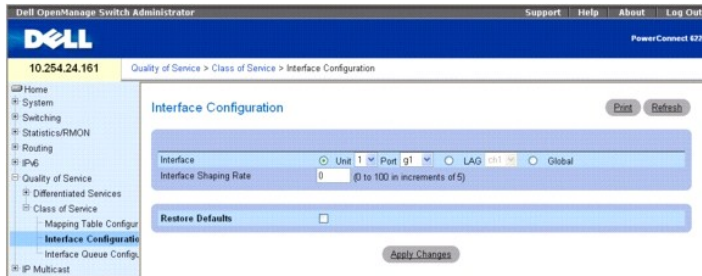 Dell OpenManage Switch Administrator
Support Help About Log Out
DELL
PowerConnect 622
10.254.24.161
Quality of Service > Class of Service > Interface Configuration
Home
System
Switching
Statistics/RMON
Routing
IPv6
Quality of Service
Differentiated Services
Class of Service
Mapping Table Configur
Interface Configuratio
Interface Queue Configu
IP Multicast
Interface Configuration
Print Refresh
Interface Unit 1 Port g1 LAG ch1 Global
Interface Shaping Rate 0 (0 to 100 in increments of 5)
Restore Defaults
Apply Changes